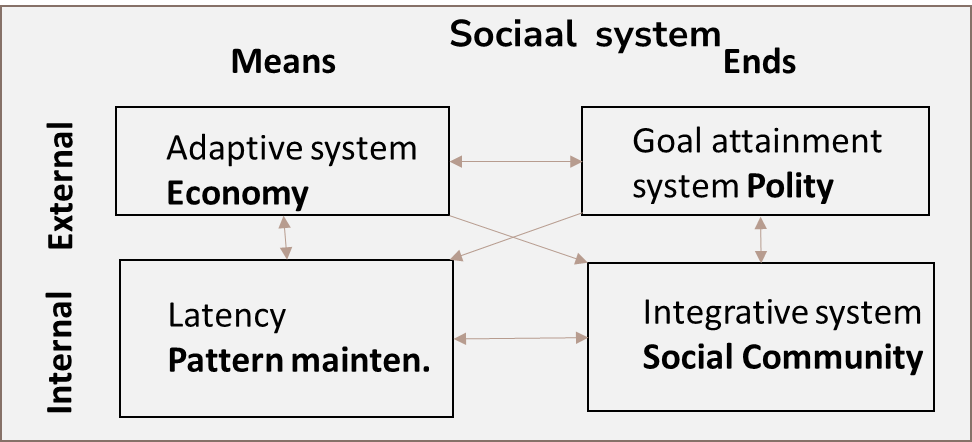 Sociaal system
Means
Ends
External
Adaptive system
Economy
Goal attainment
system Polity
Internal
Latency
Pattern mainten.
Integrative system
Social Community